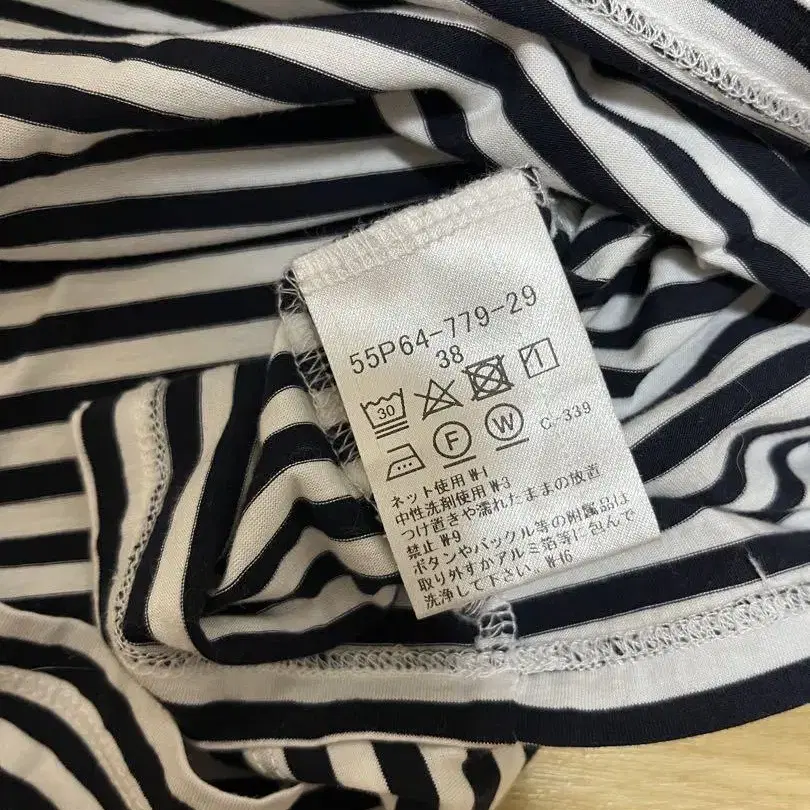 55P64-779-29
38
30
F W C-339
ネット使用 W-1
中性洗剤使用 W-3
つけ置きや濡れたままの放置
禁止 W-9
ボタンやバックル等の附属品は
取り外すかアルミ箔等に包んで
洗浄して下さい。 W-16